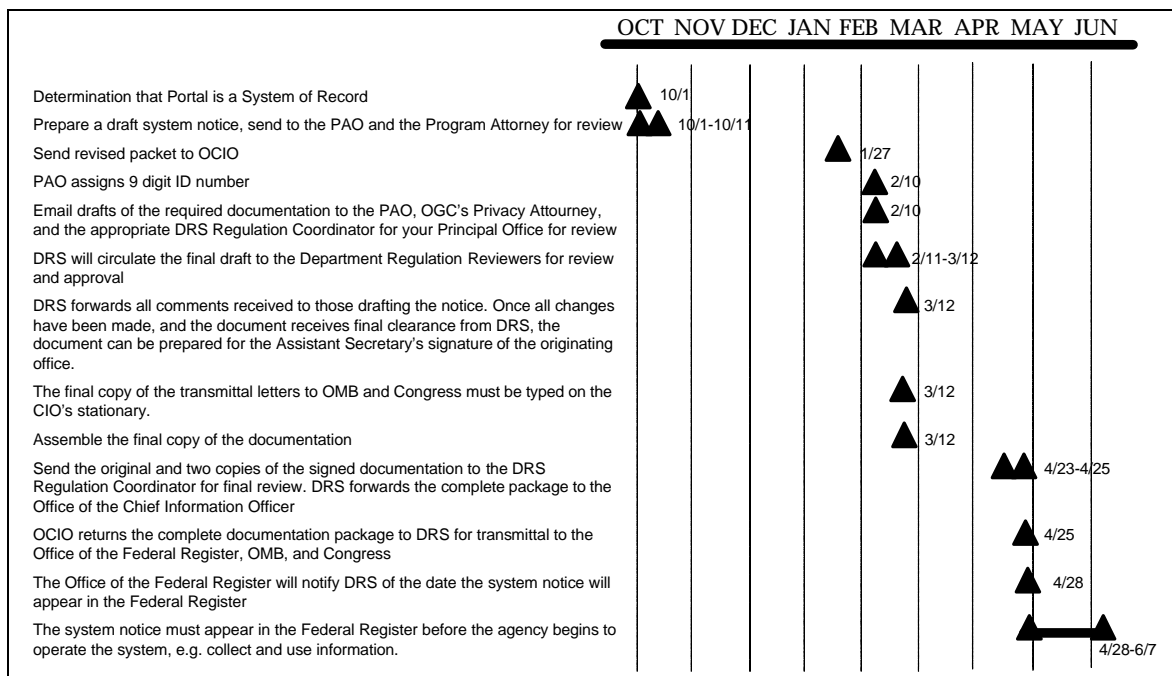 OCT NOV DEC JAN FEB MAR APR MAY JUN
Determination that Portal is a System of Record 10/1
Prepare a draft system notice, send to the PAO and the Program Attorney for review 10/1-10/11
Send revised packet to OCIO 1/27
PAO assigns 9 digit ID number 2/10
Email drafts of the required documentation to the PAO, OGC's Privacy Attourney, 2/10
and the appropriate DRS Regulation Coordinator for your Principal Office for review
DRS will circulate the final draft to the Department Regulation Reviewers for review 2/11-3/12
and approval
DRS forwards all comments received to those drafting the notice. Once all changes 3/12
have been made, and the document receives final clearance from DRS, the
document can be prepared for the Assistant Secretary's signature of the originating
office.
The final copy of the transmittal letters to OMB and Congress must be typed on the 3/12
CIO's stationary.
Assemble the final copy of the documentation 3/12
Send the original and two copies of the signed documentation to the DRS 4/23-4/25
Regulation Coordinator for final review. DRS forwards the complete package to the
Office of the Chief Information Officer
OCIO returns the complete documentation package to DRS for transmittal to the 4/25
Office of the Federal Register, OMB, and Congress
The Office of the Federal Register will notify DRS of the date the system notice will 4/28
appear in the Federal Register
The system notice must appear in the Federal Register before the agency begins to
operate the system, e.g. collect and use information. 4/28-6/7